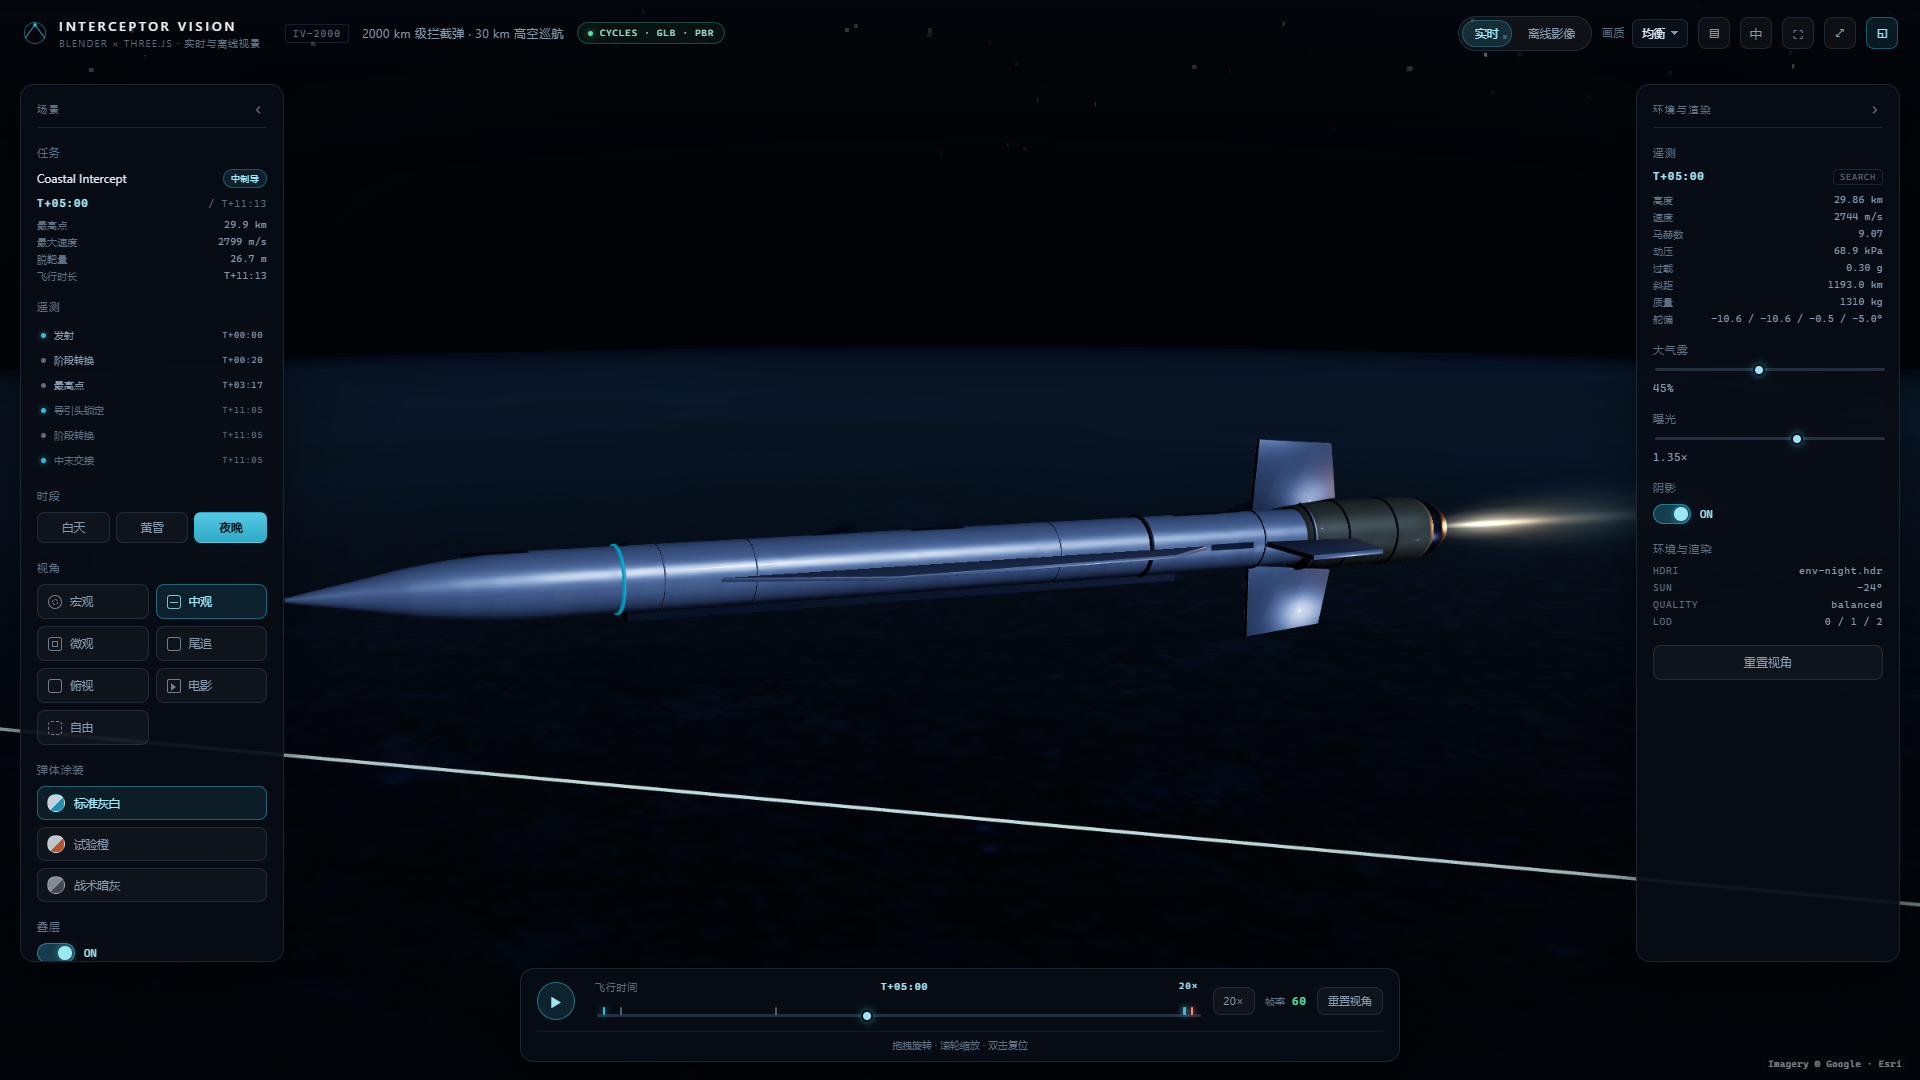 INTERCEPTOR VISION
BLENDER × THREE.JS · 实时与离线视景
IV-2000
2000 km 级拦截弹 · 30 km 高空巡航
CYCLES · GLB · PBR
实时
离线影像
画质
均衡
中
场景
任务
Coastal Intercept
中制导
T+05:00
/ T+11:13
最高点
29.9 km
最大速度
2799 m/s
脱靶量
26.7 m
飞行时长
T+11:13
遥测
发射
T+00:00
阶段转换
T+00:20
最高点
T+03:17
导引头锁定
T+11:05
阶段转换
T+11:05
中末交接
T+11:05
时段
白天
黄昏
夜晚
视角
宏观
中观
微观
尾追
俯视
电影
自由
弹体涂装
标准灰白
试验橙
战术暗灰
叠层
ON
环境与渲染
遥测
T+05:00
SEARCH
高度
29.86 km
速度
2744 m/s
马赫数
9.07
动压
68.9 kPa
过载
0.30 g
斜距
1193.0 km
质量
1310 kg
舵偏
-10.6 / -10.6 / -0.5 / -5.0°
大气雾
45%
曝光
1.35×
阴影
ON
环境与渲染
HDRI
env-night.hdr
SUN
-24°
QUALITY
balanced
LOD
0 / 1 / 2
重置视角
飞行时间
T+05:00
20×
20×
帧率 60
重置视角
拖拽旋转 · 滚轮缩放 · 双击复位
Imagery © Google · Esri